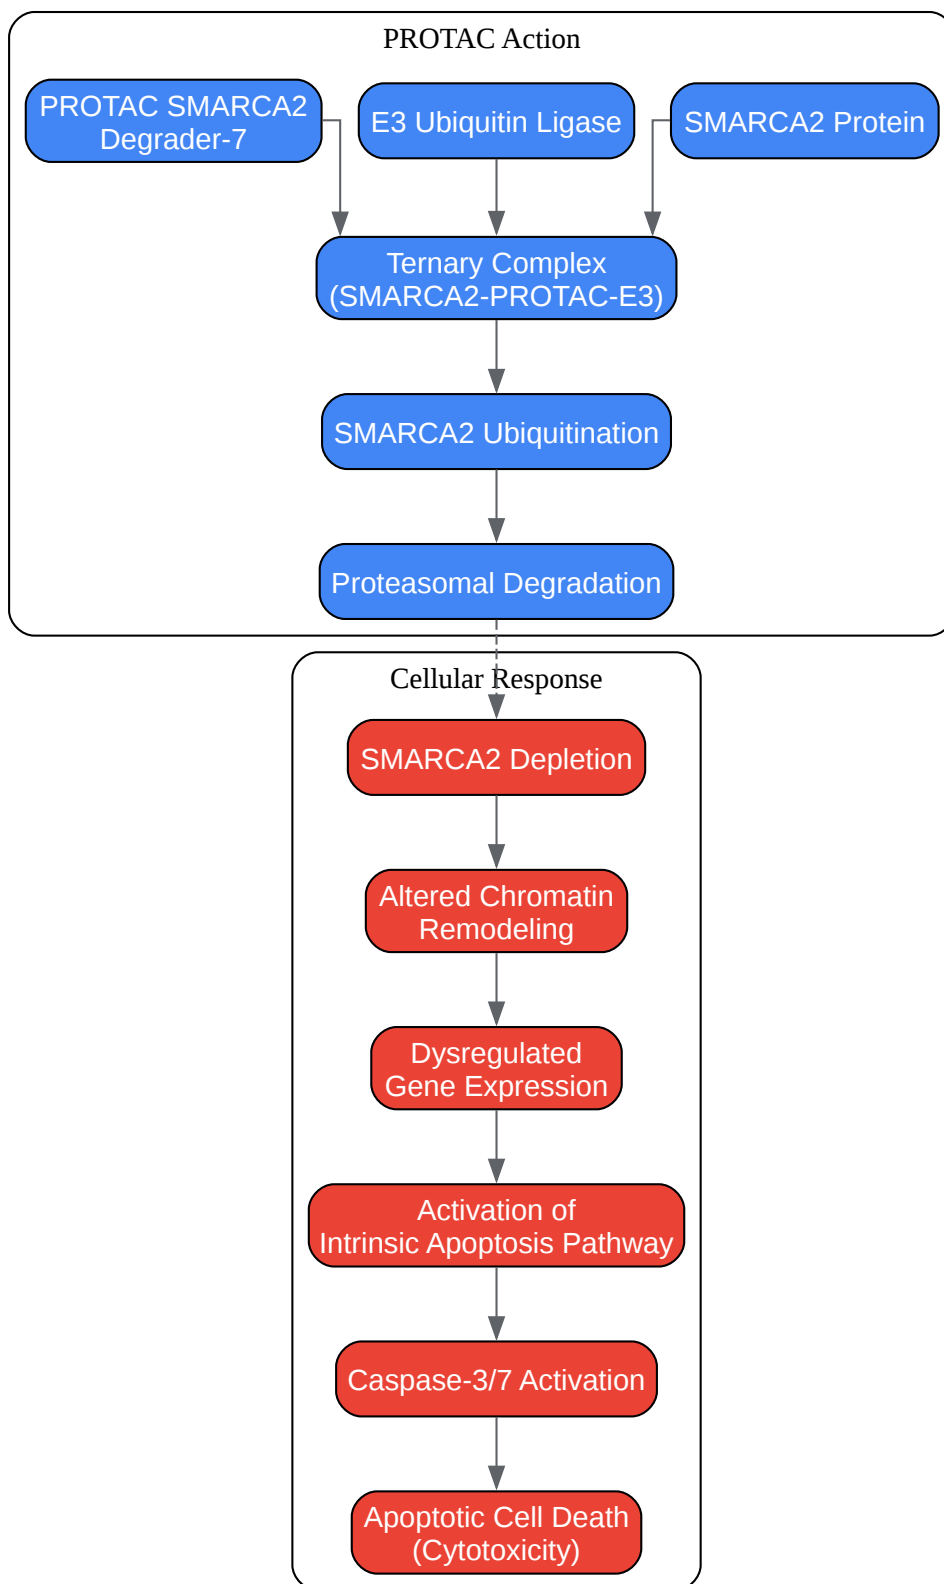 PROTAC Action
PROTAC SMARCA2
Degrader-7
E3 Ubiquitin Ligase
SMARCA2 Protein
Ternary Complex
(SMARCA2-PROTAC-E3)
SMARCA2 Ubiquitination
Proteasomal Degradation
Cellular Response
SMARCA2 Depletion
Altered Chromatin
Remodeling
Dysregulated
Gene Expression
Activation of
Intrinsic Apoptosis Pathway
Caspase-3/7 Activation
Apoptotic Cell Death
(Cytotoxicity)